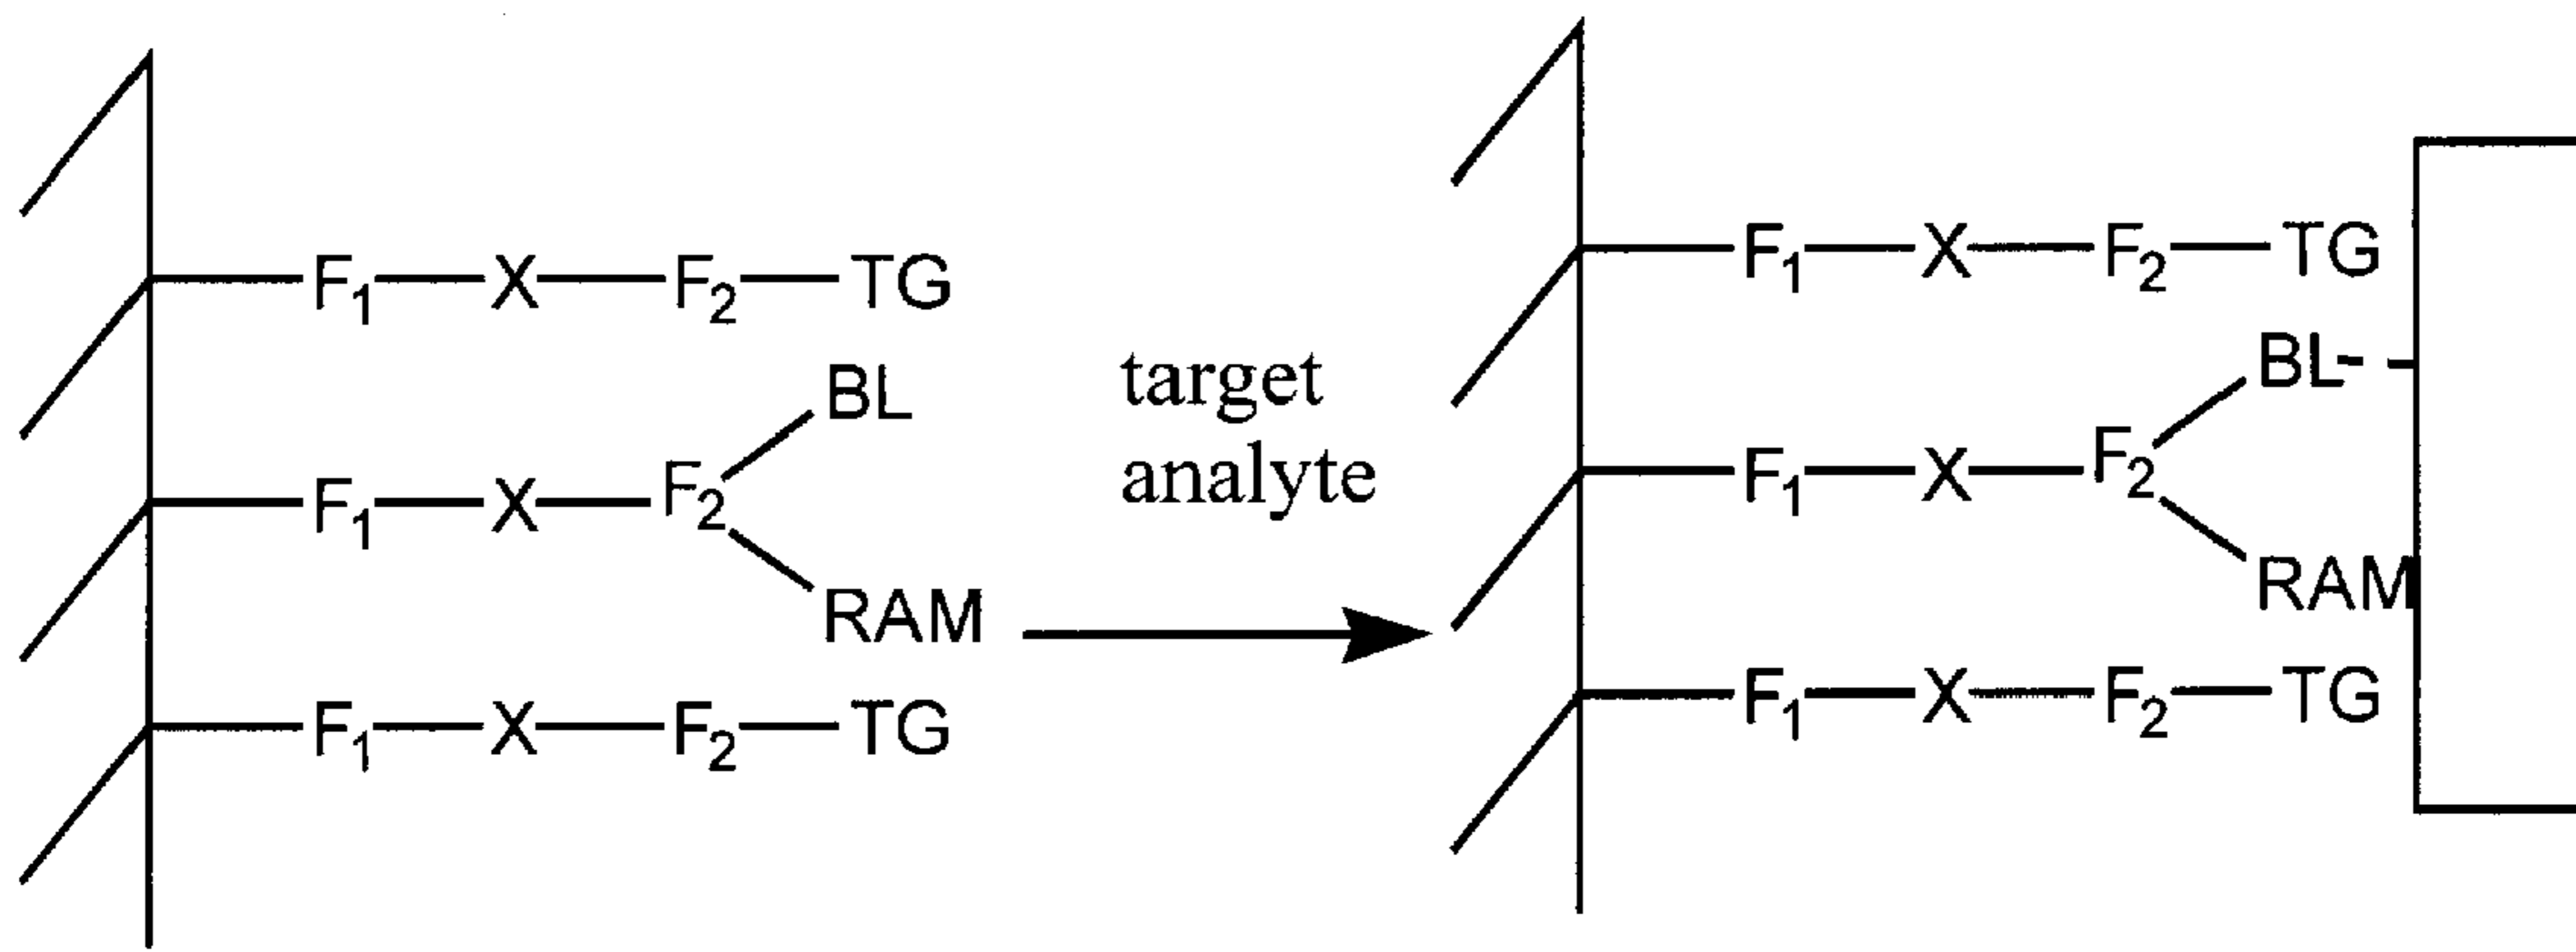 F₁—X—F₂—TG
BL
F₁—X—F₂
RAM
F₁—X—F₂—TG
target
analyte
F₁—X—F₂—TG
BL
F₁—X—F₂
RAM
F₁—X—F₂—TG